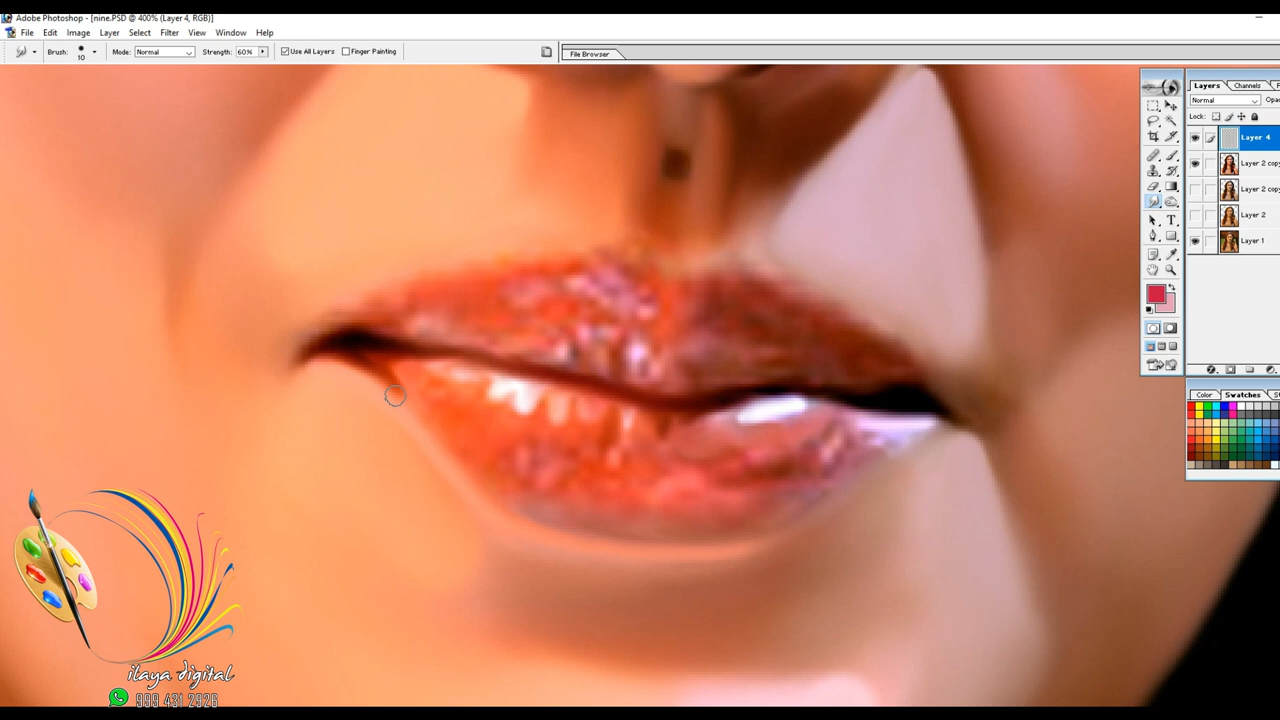 Adobe Photoshop - [nine.PSD @ 400% (Layer 4, RGB)]
File Edit Image Layer Select Filter View Window Help
Brush: 10 Mode: Normal Strength: 60% Use All Layers Finger Painting
File Browser
Layers Channels
Normal
Lock:
Layer 4
Layer 2 copy
Layer 2 copy
Layer 2
Layer 1
Color Swatches
ilaya digital
999 431 2926